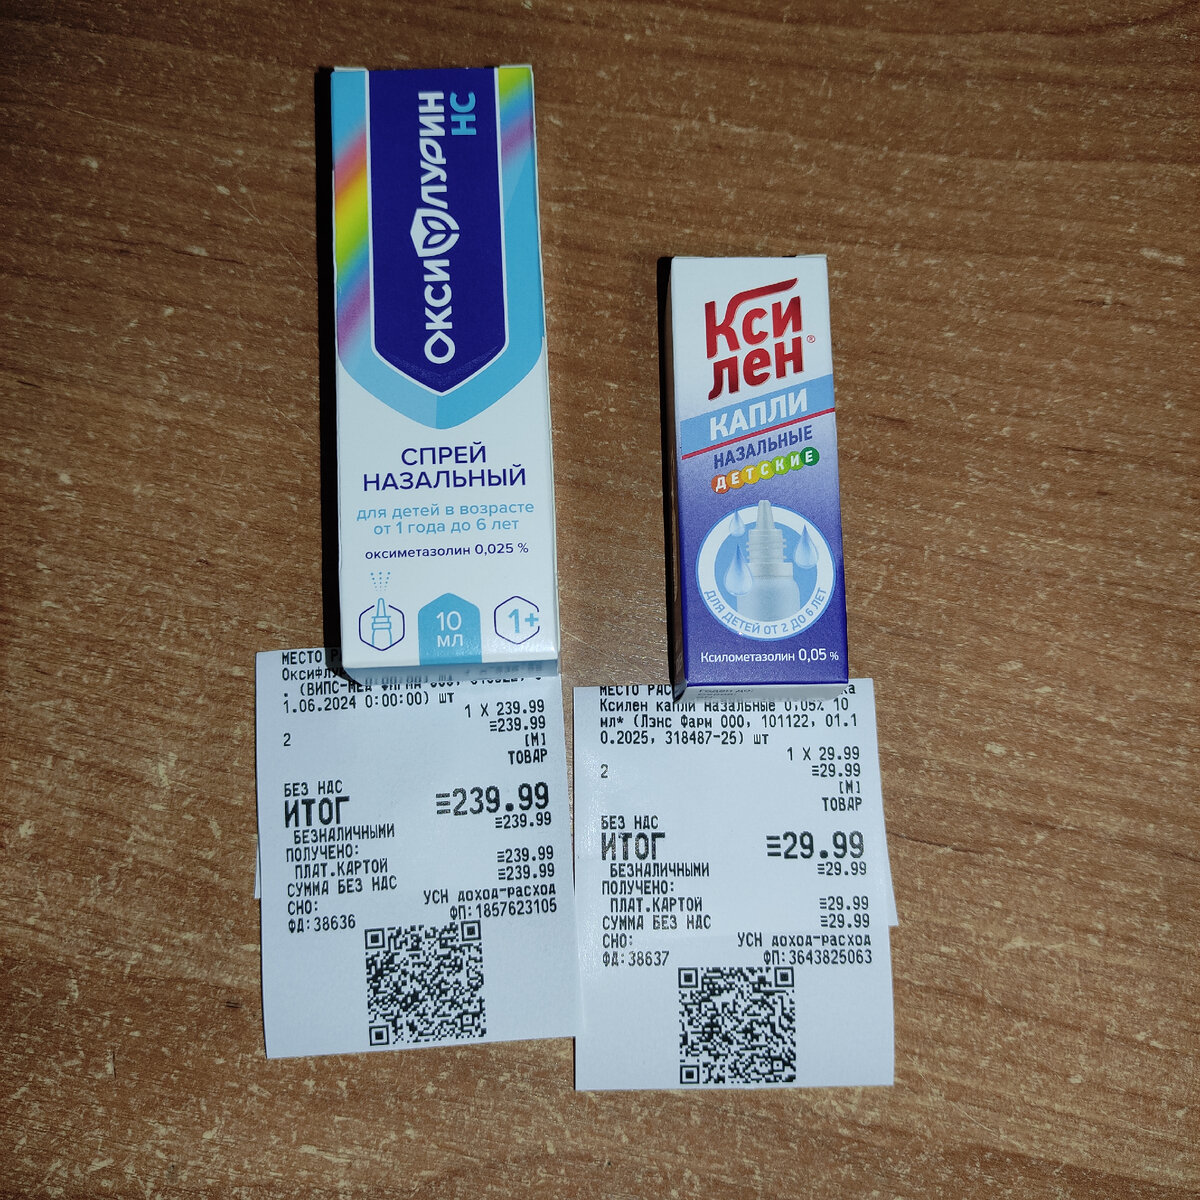 ОКСИФЛУРИН
НС
СПРЕЙ
НАЗАЛЬНЫЙ
для детей в возрасте
от 1 года до 6 лет
оксиметазолин 0,025 %
10
МЛ
1+
Кси
лен®
КАПЛИ
НАЗАЛЬНЫЕ
ДЕТСКИЕ
ДЛЯ ДЕТЕЙ ОТ 2 ДО 6 ЛЕТ
Ксилометазолин 0,05 %
МЕСТО
1.06.2024 0:00:00) шт
1 X 239.99
≡239.99
2
[М]
ТОВАР
БЕЗ НДС
ИТОГ ≡239.99
БЕЗНАЛИЧНЫМИ ≡239.99
ПОЛУЧЕНО:
ПЛАТ.КАРТОЙ ≡239.99
СУММА БЕЗ НДС ≡239.99
СНО: УСН доход-расход
ФД:38636 ФП:1857623105
МЕСТО РАС
Ксилен капли назальные 0,05% 10
мл* (Лэнс Фарм ООО, 101122, 01.1
0.2025, 318487-25) шт
1 X 29.99
2 ≡29.99
[М]
ТОВАР
БЕЗ НДС
ИТОГ ≡29.99
БЕЗНАЛИЧНЫМИ ≡29.99
ПОЛУЧЕНО:
ПЛАТ.КАРТОЙ ≡29.99
СУММА БЕЗ НДС ≡29.99
СНО: УСН доход-расход
ФД:38637 ФП:3643825063